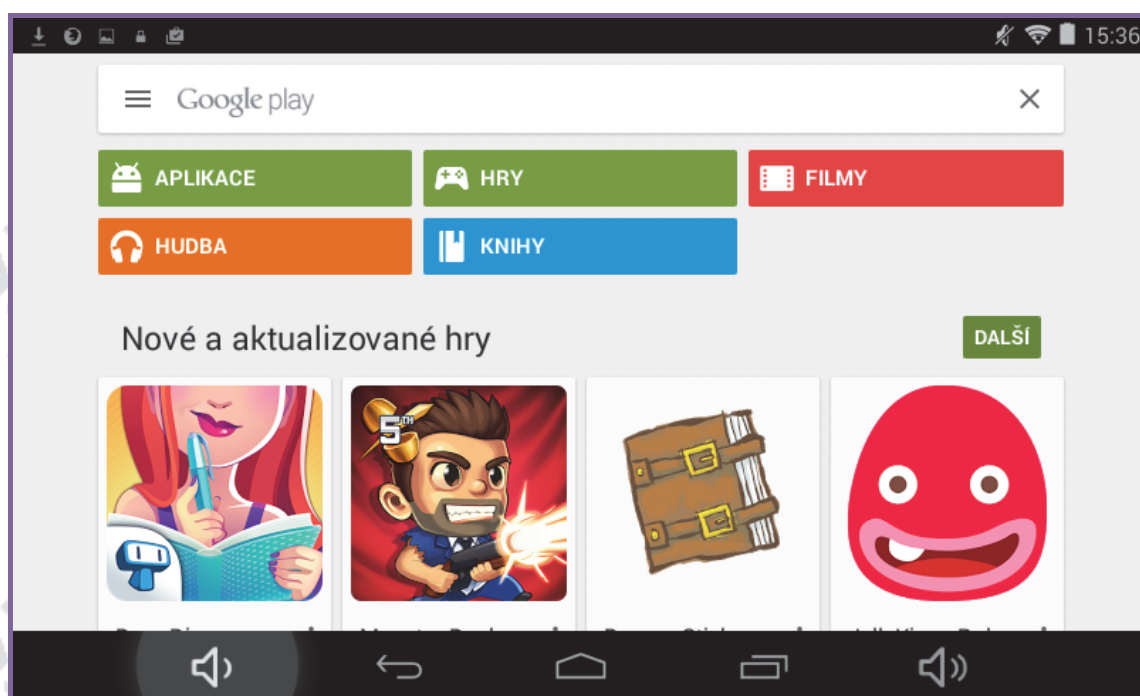 15:36
Google play
APLIKACE
HRY
FILMY
HUDBA
KNIHY
Nové a aktualizované hry
DALŠÍ
5TH